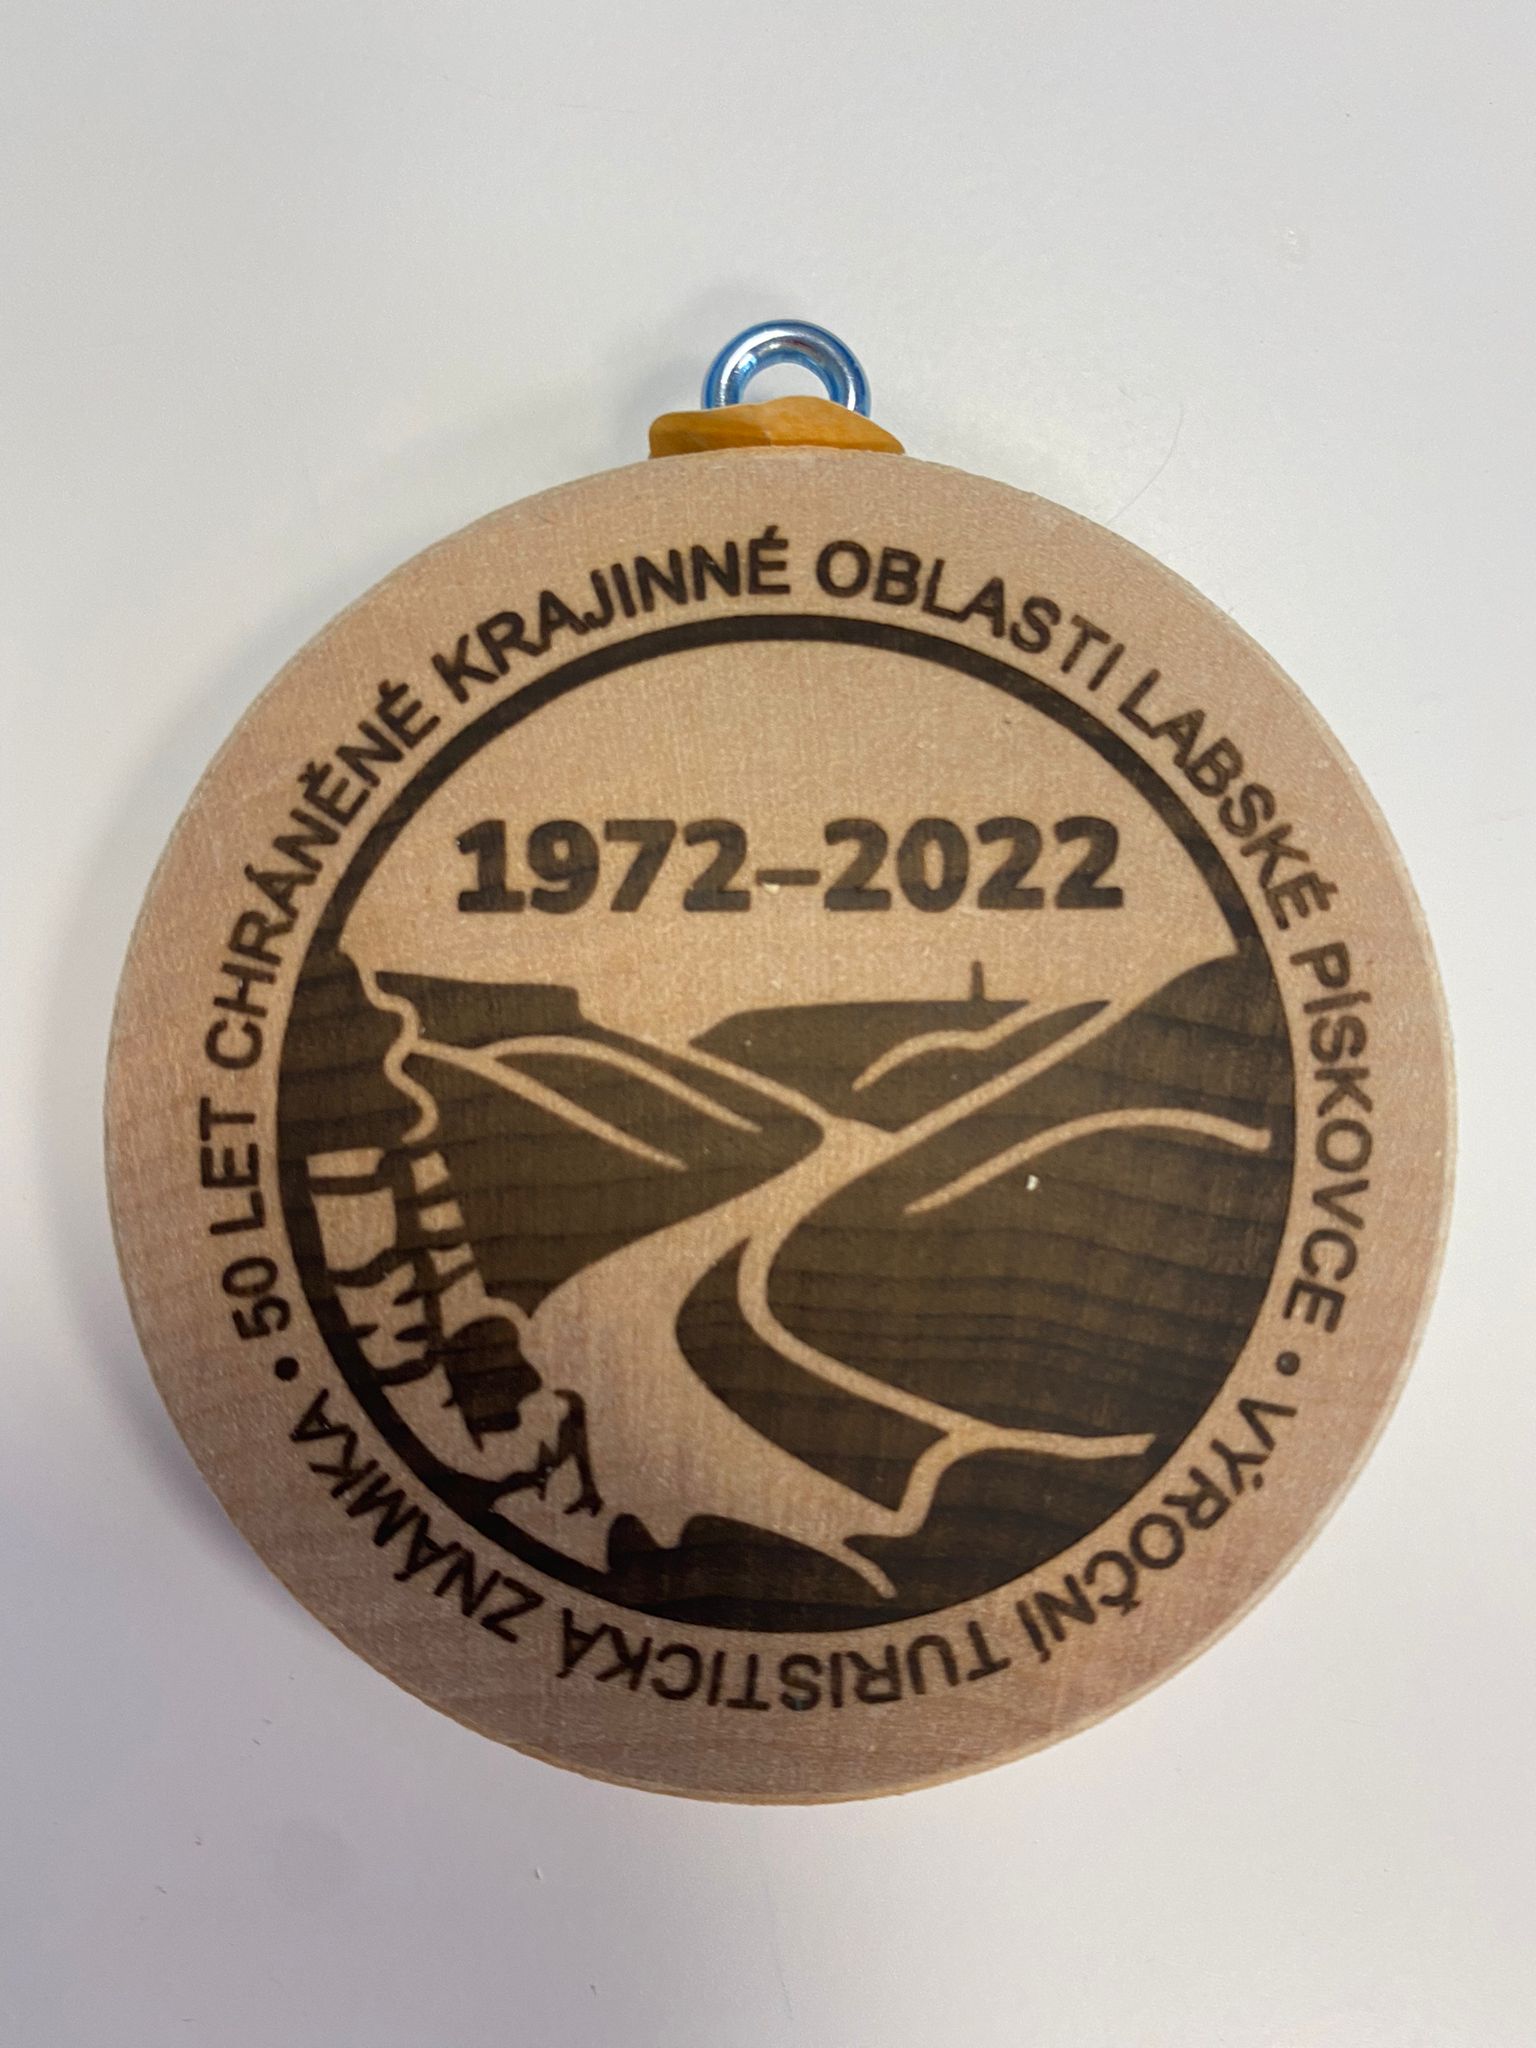 50 LET CHRÁNĚNÉ KRAJINNÉ OBLASTI LABSKÉ PÍSKOVCE
• VÝROČNÍ TURISTICKÁ ZNÁMKA •
1972–2022